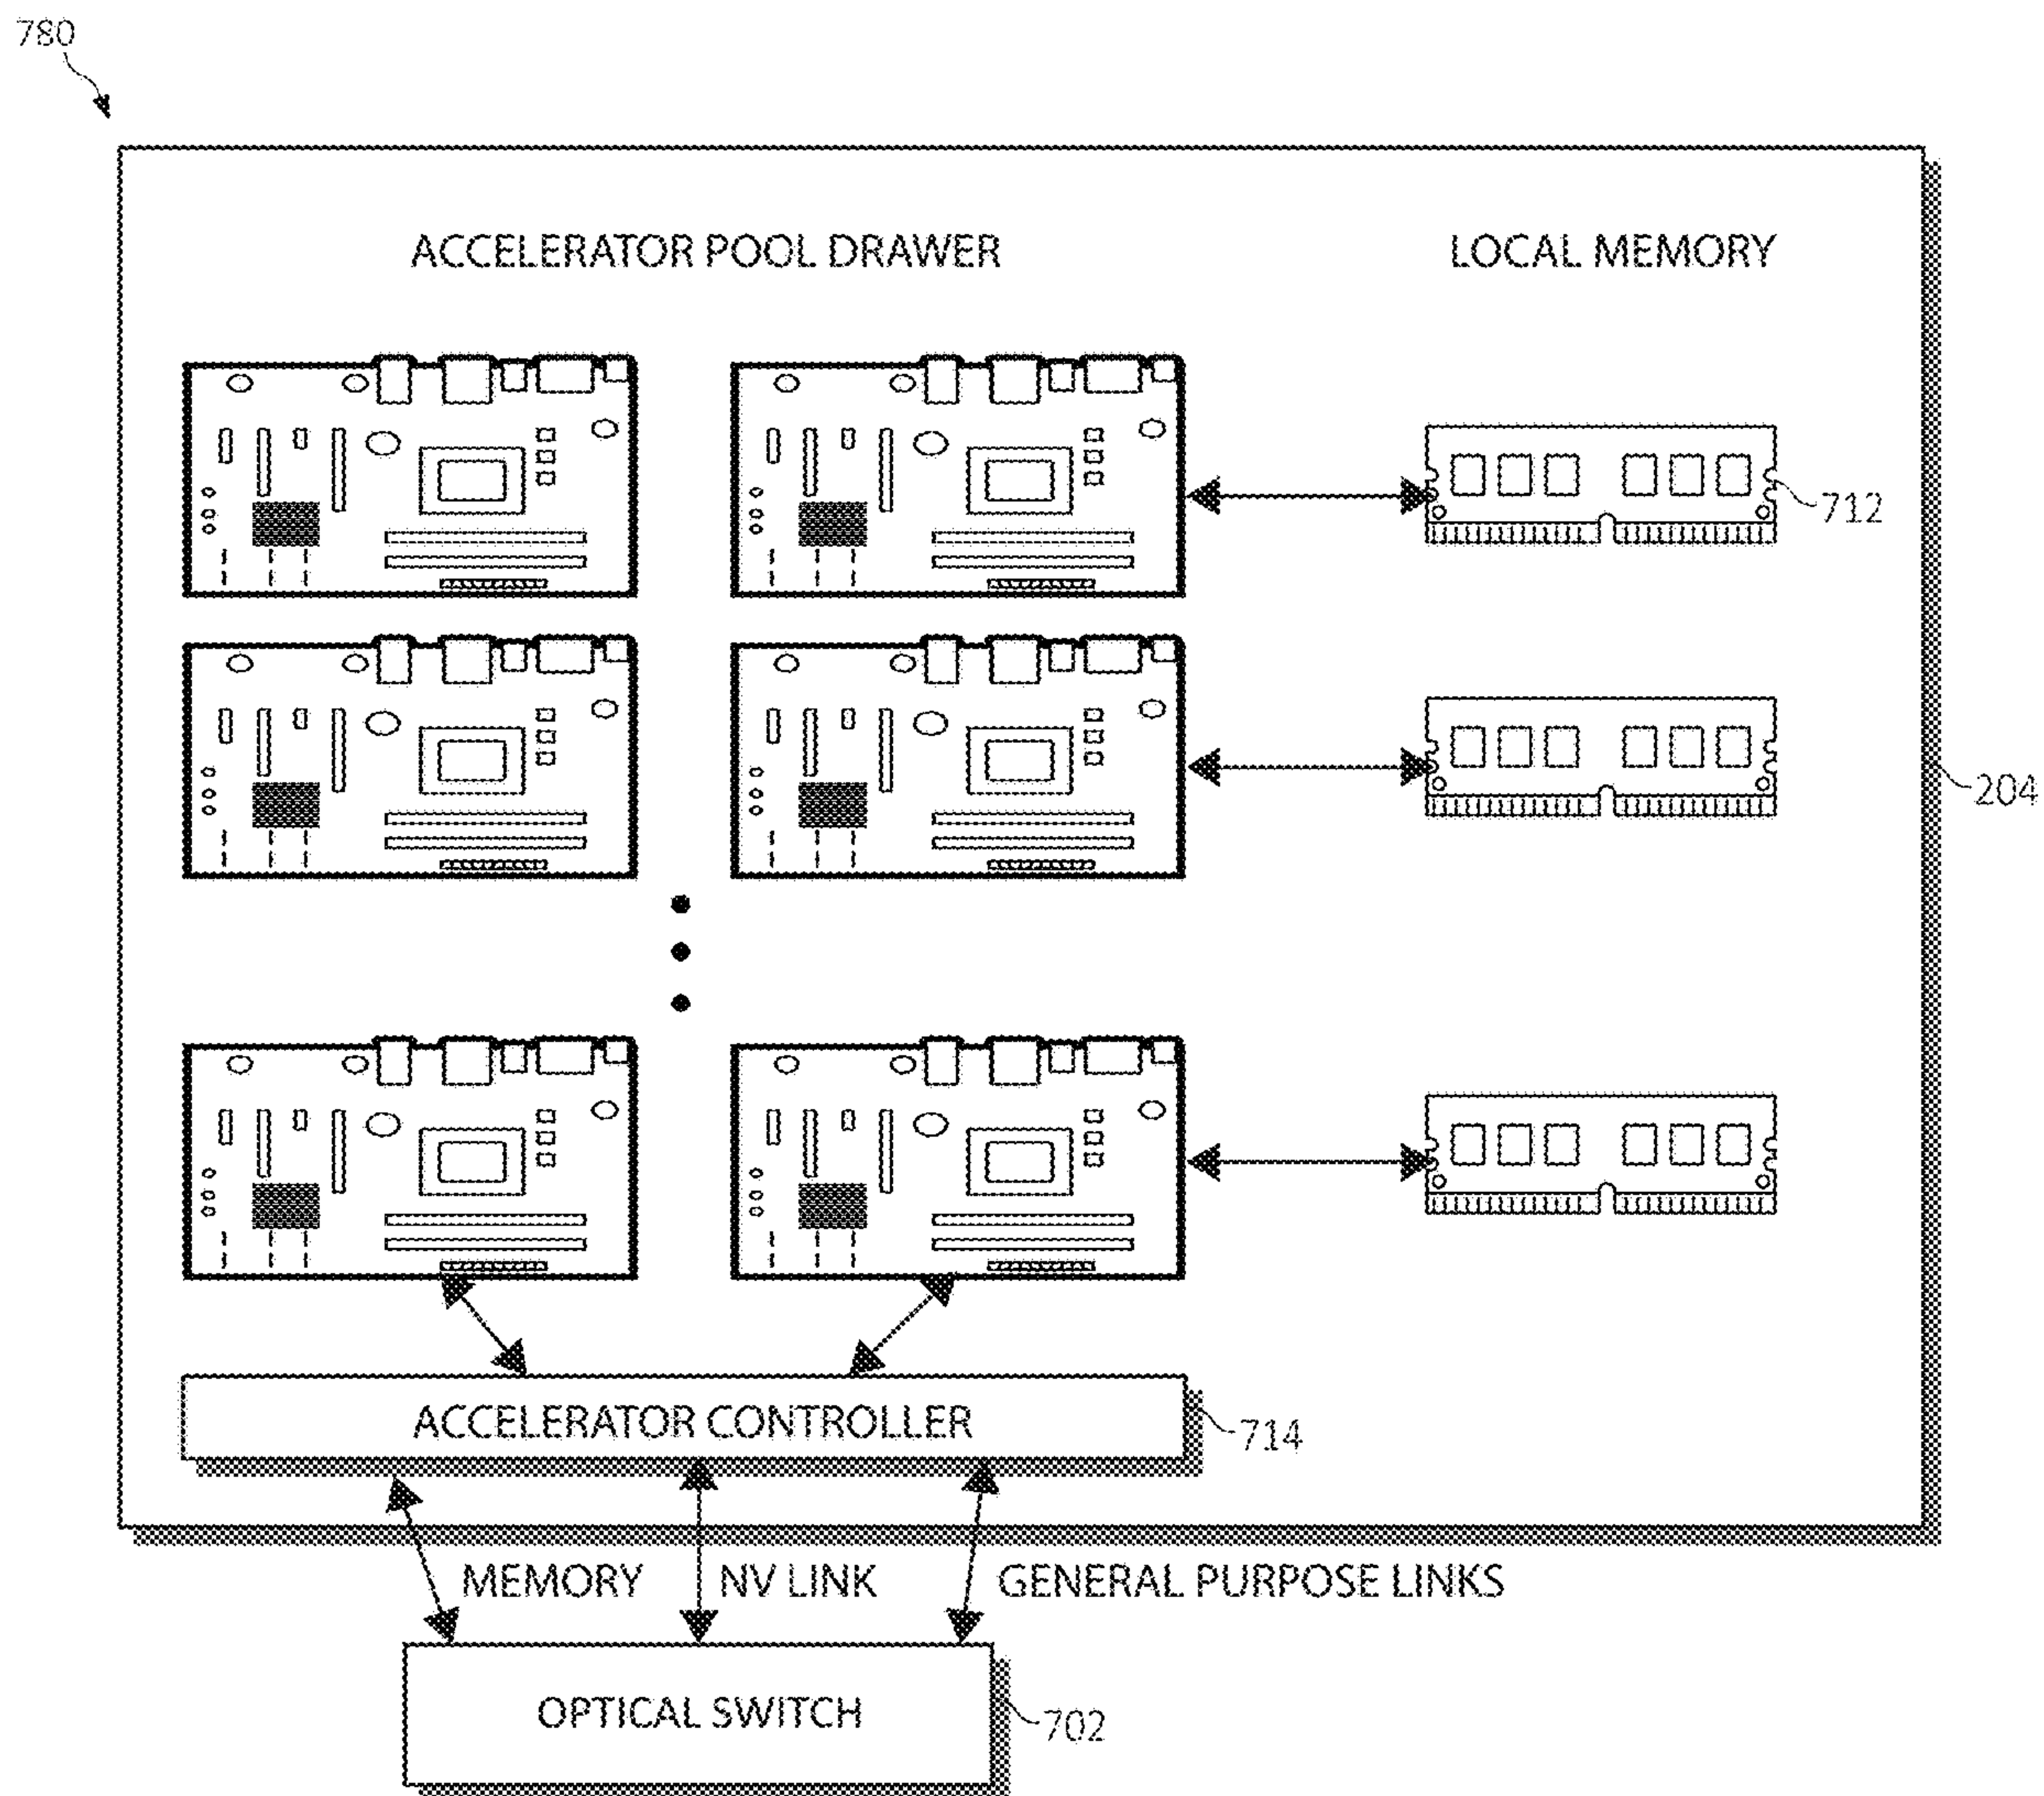 780
ACCELERATOR POOL DRAWER
LOCAL MEMORY
712
204
ACCELERATOR CONTROLLER
714
MEMORY
NV LINK
GENERAL PURPOSE LINKS
OPTICAL SWITCH
702